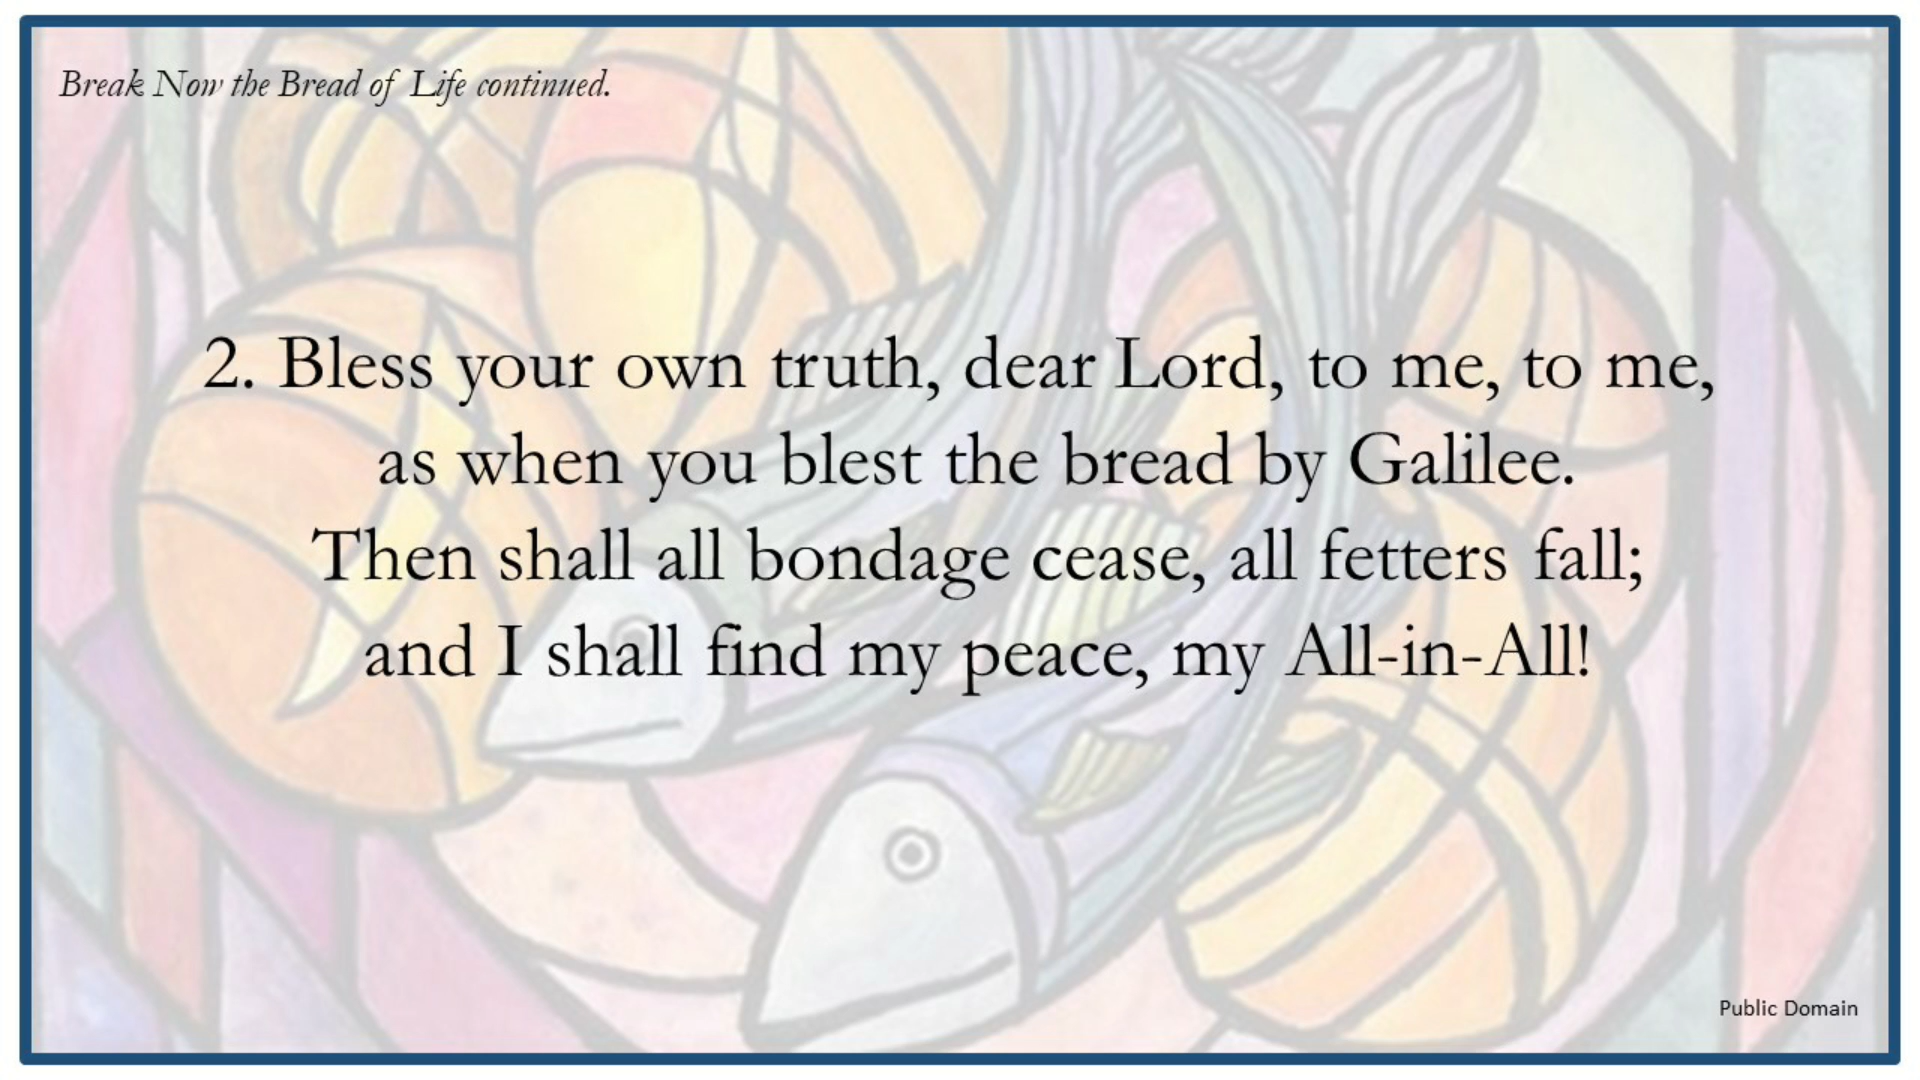 Break Now the Bread of Life continued.
2. Bless your own truth, dear Lord, to me, to me,
as when you blest the bread by Galilee.
Then shall all bondage cease, all fetters fall;
and I shall find my peace, my All-in-All!
Public Domain